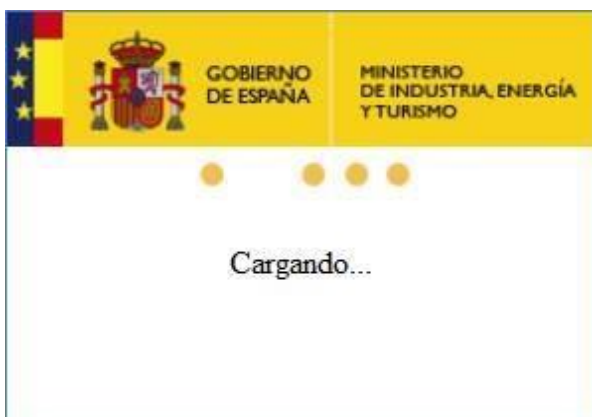 GOBIERNO
DE ESPAÑA
MINISTERIO
DE INDUSTRIA, ENERGÍA
Y TURISMO
Cargando...